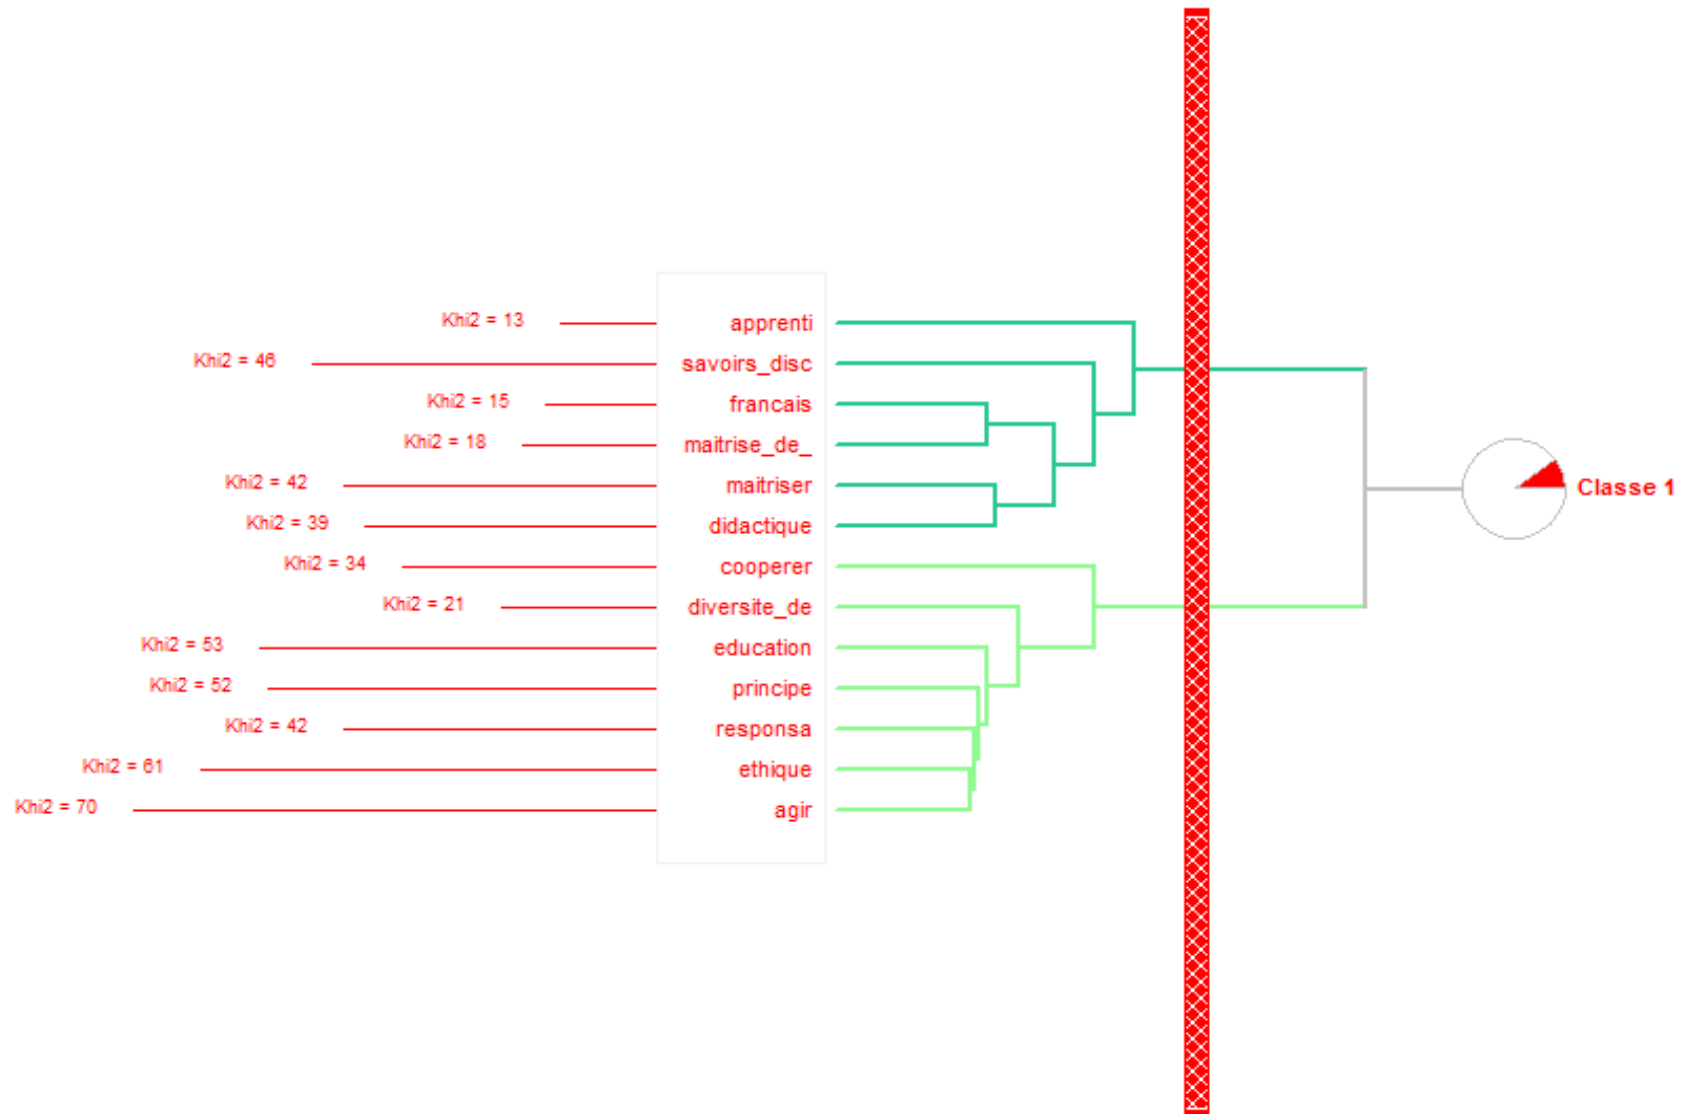 Khi2 = 13 apprenti
Khi2 = 46 savoirs_disc
Khi2 = 15 francais
Khi2 = 18 maitrise_de_
Khi2 = 42 maitriser
Khi2 = 39 didactique
Khi2 = 34 cooperer
Khi2 = 21 diversite_de
Khi2 = 53 education
Khi2 = 52 principe
Khi2 = 42 responsa
Khi2 = 61 ethique
Khi2 = 70 agir
Classe 1